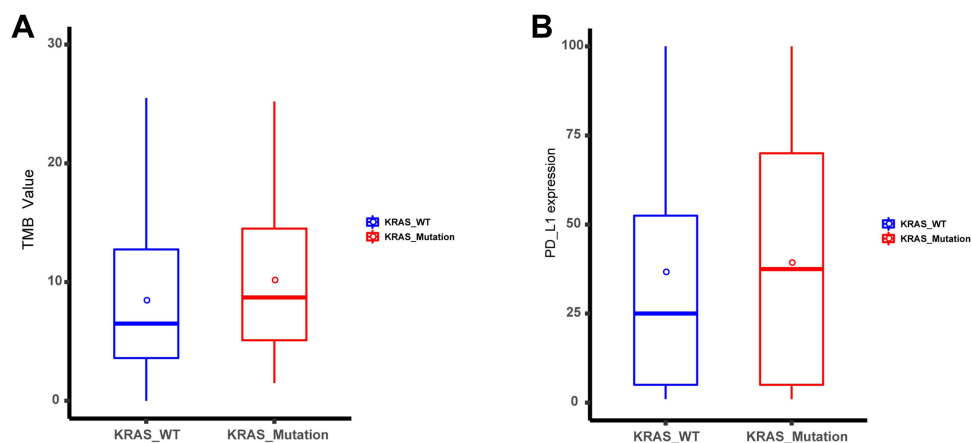 A
TMB Value
30
20
10
0
KRAS_WT
KRAS_Mutation
KRAS_WT
KRAS_Mutation
B
PD_L1 expression
100
75
50
25
0
KRAS_WT
KRAS_Mutation
KRAS_WT
KRAS_Mutation